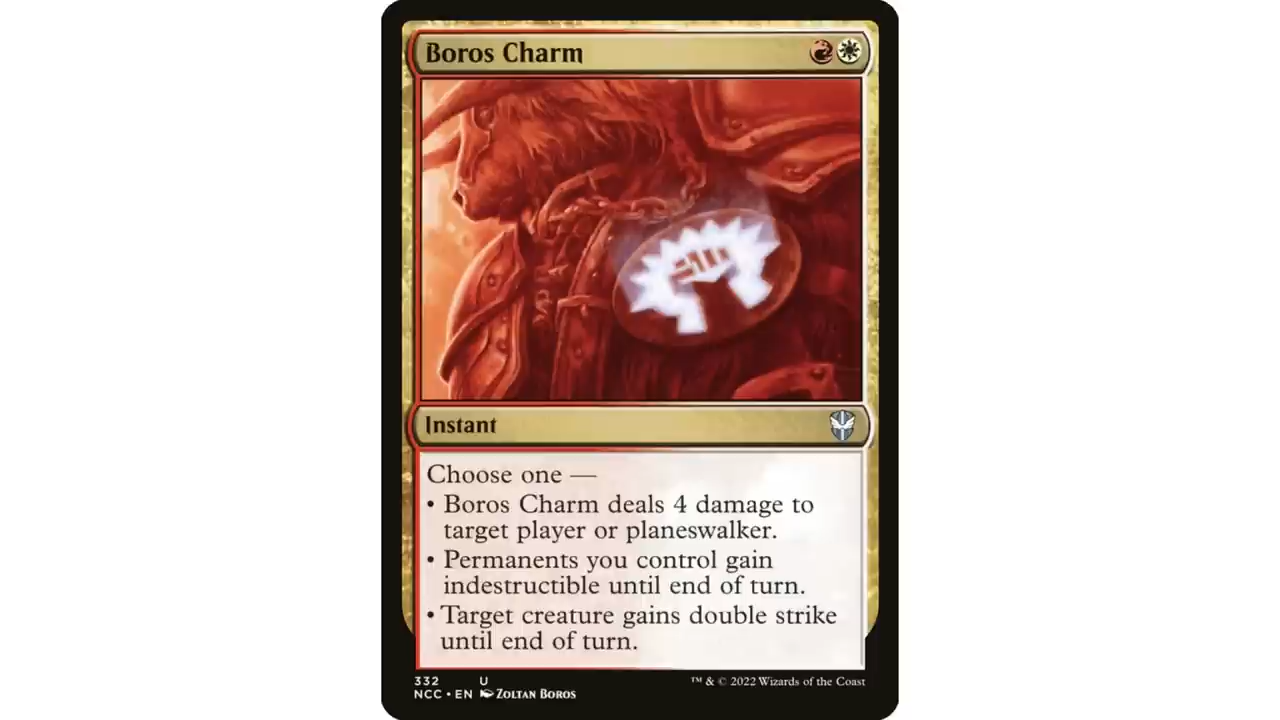 Boros Charm
Instant
Choose one —
• Boros Charm deals 4 damage to
target player or planeswalker.
• Permanents you control gain
indestructible until end of turn.
• Target creature gains double strike
until end of turn.
332 U
NCC • EN Zoltan Boros
™ & © 2022 Wizards of the Coast